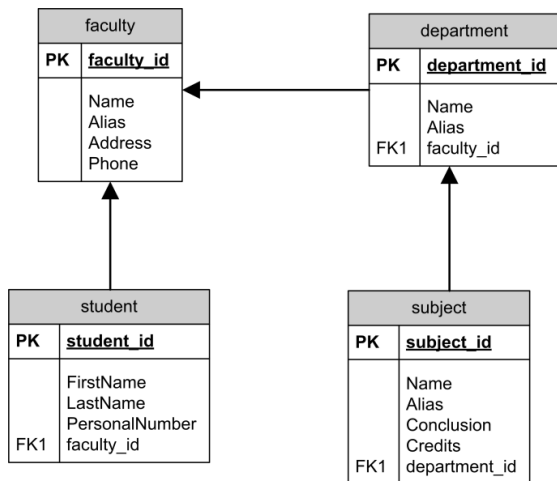 faculty
PK faculty_id
Name
Alias
Address
Phone
department
PK department_id
Name
Alias
FK1 faculty_id
student
PK student_id
FirstName
LastName
PersonalNumber
FK1 faculty_id
subject
PK subject_id
Name
Alias
Conclusion
Credits
FK1 department_id